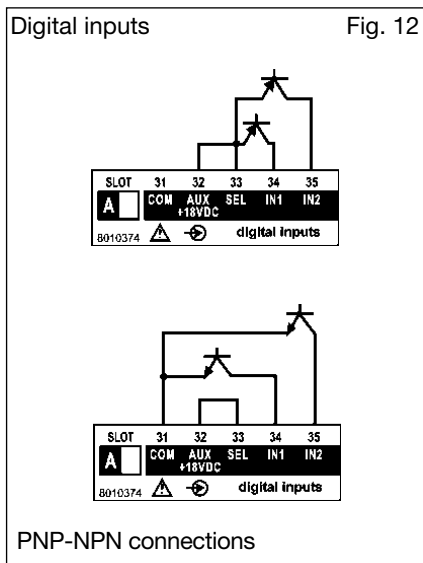 Digital inputs Fig. 12
SLOT 31 32 33 34 35
A COM AUX SEL IN1 IN2
+18VDC
8010374 digital inputs
SLOT 31 32 33 34 35
A COM AUX SEL IN1 IN2
+18VDC
8010374 digital inputs
PNP-NPN connections